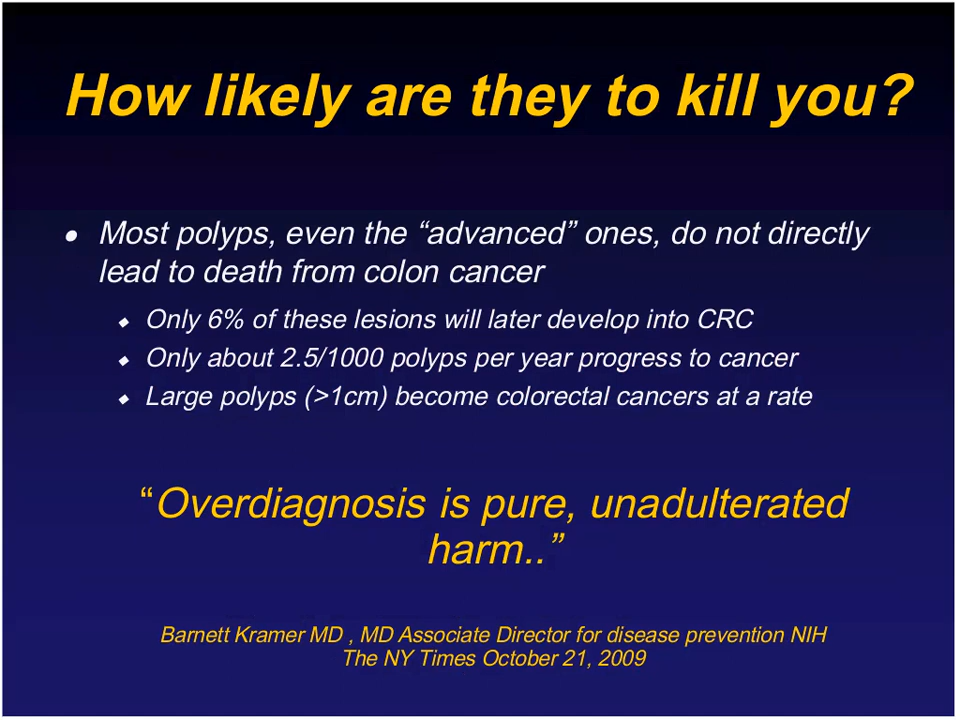 How likely are they to kill you?
• Most polyps, even the “advanced” ones, do not directly
lead to death from colon cancer
◆ Only 6% of these lesions will later develop into CRC
◆ Only about 2.5/1000 polyps per year progress to cancer
◆ Large polyps (>1cm) become colorectal cancers at a rate
“Overdiagnosis is pure, unadulterated
harm..”
Barnett Kramer MD , MD Associate Director for disease prevention NIH
The NY Times October 21, 2009